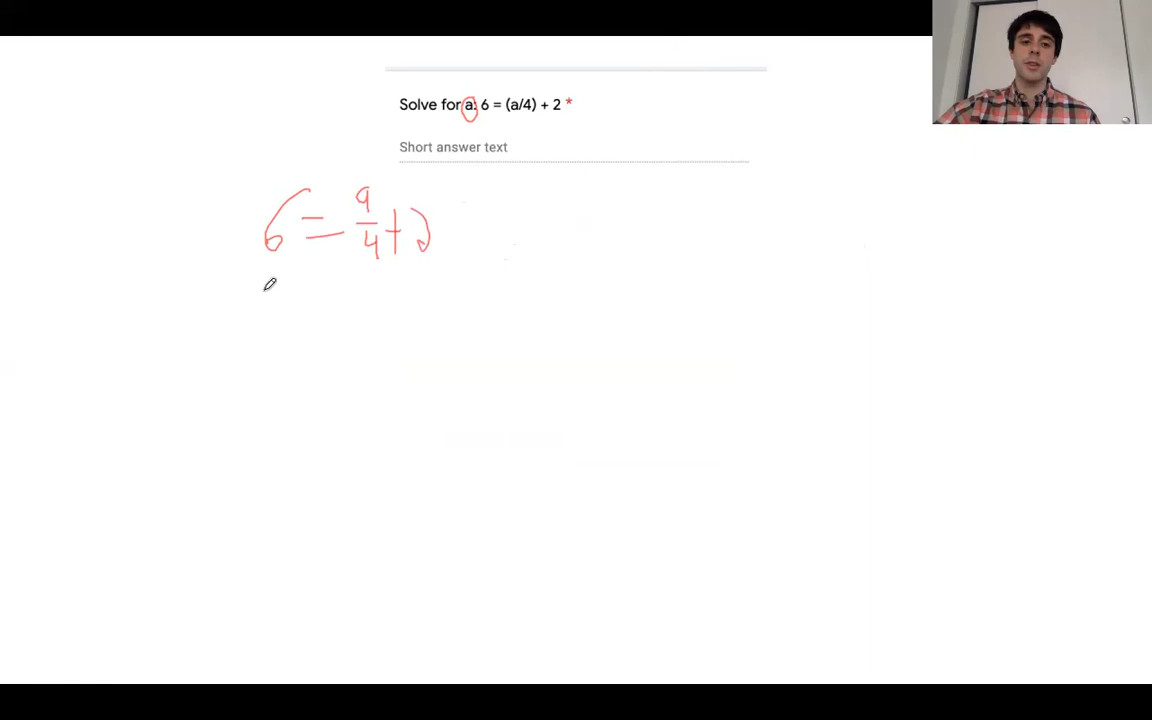 Solve for a: 6 = (a/4) + 2 *
Short answer text
6 = a/4 + 2